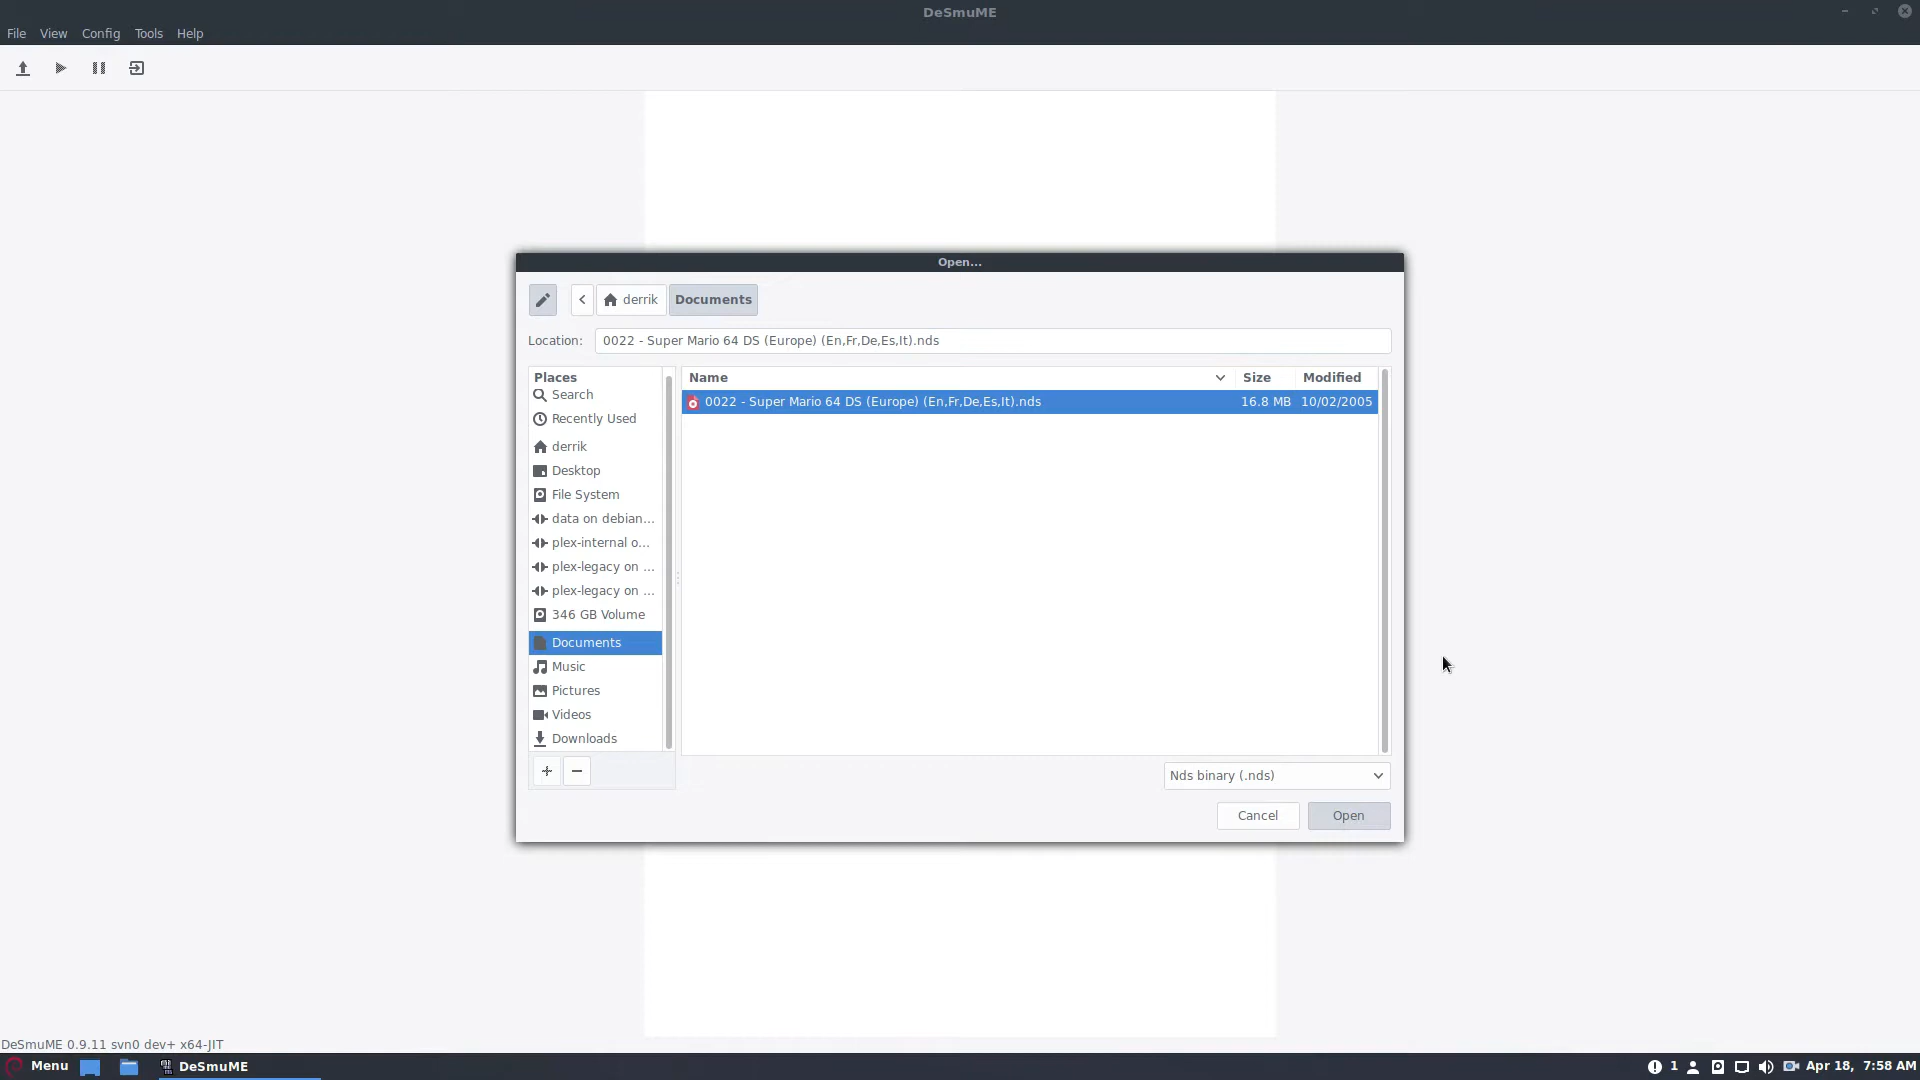 DeSmuME
File View Config Tools Help
Open...
derrik Documents
Location: 0022 - Super Mario 64 DS (Europe) (En,Fr,De,Es,It).nds
Places
Search
Recently Used
derrik
Desktop
File System
data on debian...
plex-internal o...
plex-legacy on ...
plex-legacy on ...
346 GB Volume
Documents
Music
Pictures
Videos
Downloads
Name Size Modified
0022 - Super Mario 64 DS (Europe) (En,Fr,De,Es,It).nds 16.8 MB 10/02/2005
Nds binary (.nds)
Cancel Open
DeSmuME 0.9.11 svn0 dev+ x64-JIT
Menu DeSmuME 1 Apr 18, 7:58 AM